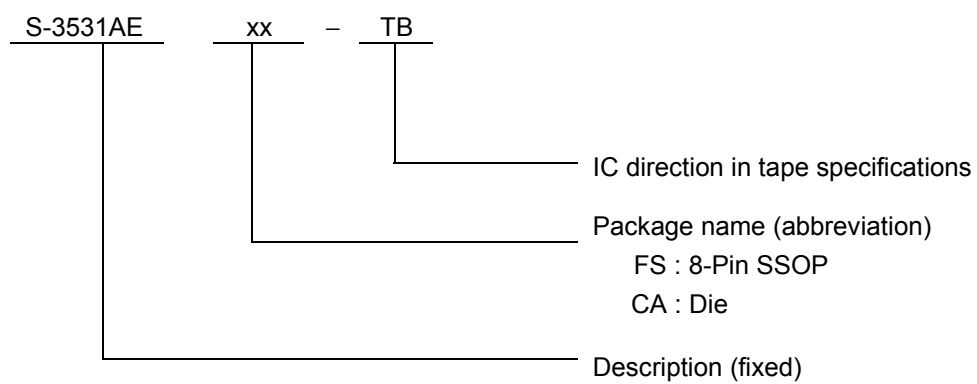 S-3531AE xx – TB
IC direction in tape specifications
Package name (abbreviation)
FS : 8-Pin SSOP
CA : Die
Description (fixed)